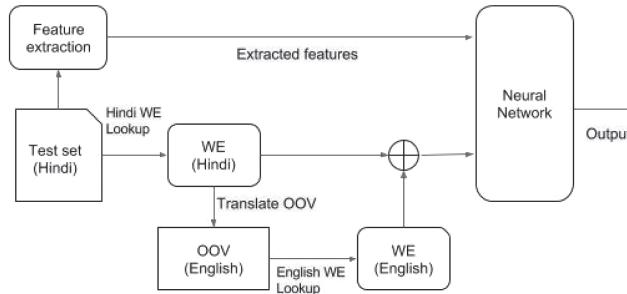 Feature
extraction
Extracted features
Neural
Network
Output
Hindi WE
Lookup
Test set
(Hindi)
WE
(Hindi)
Translate OOV
OOV
(English)
English WE
Lookup
WE
(English)